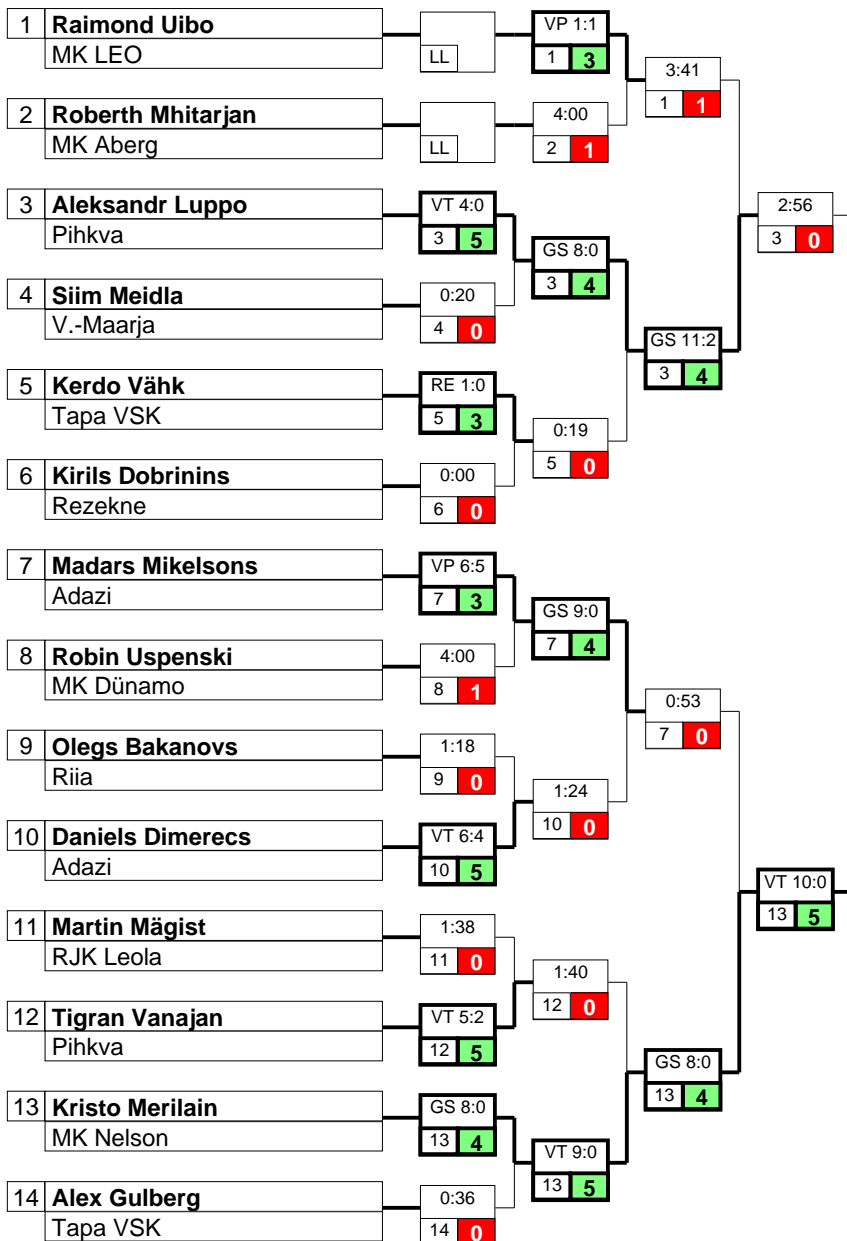 1 Raimond Uibo VP 1:1
MK LEO LL 1 3
3:41
1 1
2 Roberth Mhitarjan 4:00
MK Aberg LL 2 1
3 Aleksandr Luppo VT 4:0 2:56
Pihkva 3 5 GS 8:0 3 0
3 4
4 Siim Meidla 0:20
V.-Maarja 4 0
GS 11:2
3 4
5 Kerdo Vähk RE 1:0
Tapa VSK 5 3
0:19
5 0
6 Kirils Dobrinins 0:00
Rezekne 6 0
7 Madars Mikelsons VP 6:5
Adazi 7 3 GS 9:0
7 4
8 Robin Uspenski 4:00
MK Dünamo 8 1
0:53
7 0
9 Olegs Bakanovs 1:18
Riia 9 0
1:24
10 0
10 Daniels Dimerecs VT 6:4
Adazi 10 5
VT 10:0
13 5
11 Martin Mägist 1:38
RJK Leola 11 0
1:40
12 0
12 Tigran Vanajan VT 5:2
Pihkva 12 5
GS 8:0
13 4
13 Kristo Merilain GS 8:0
MK Nelson 13 4
VT 9:0
13 5
14 Alex Gulberg 0:36
Tapa VSK 14 0